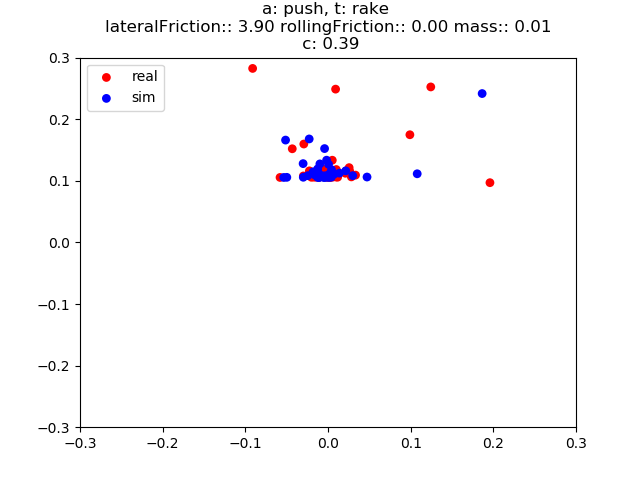 a: push, t: rake
lateralFriction:: 3.90 rollingFriction:: 0.00 mass:: 0.01
c: 0.39
real
sim
0.3
0.2
0.1
0.0
−0.1
−0.2
−0.3
−0.3
−0.2
−0.1
0.0
0.1
0.2
0.3